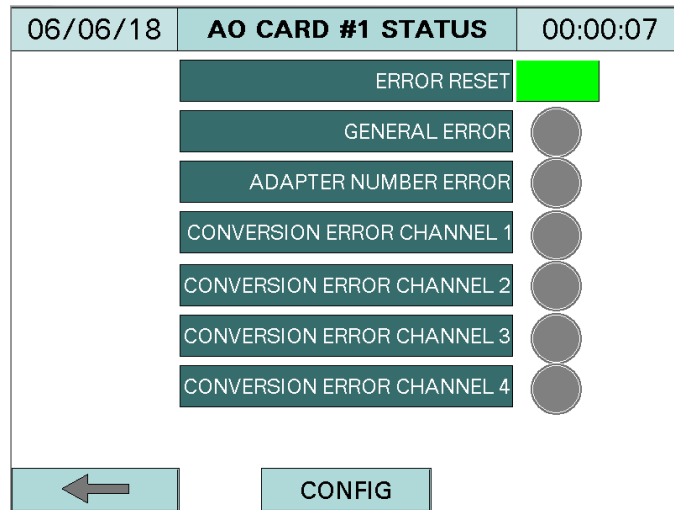 06/06/18 AO CARD #1 STATUS 00:00:07
ERROR RESET
GENERAL ERROR
ADAPTER NUMBER ERROR
CONVERSION ERROR CHANNEL 1
CONVERSION ERROR CHANNEL 2
CONVERSION ERROR CHANNEL 3
CONVERSION ERROR CHANNEL 4
CONFIG